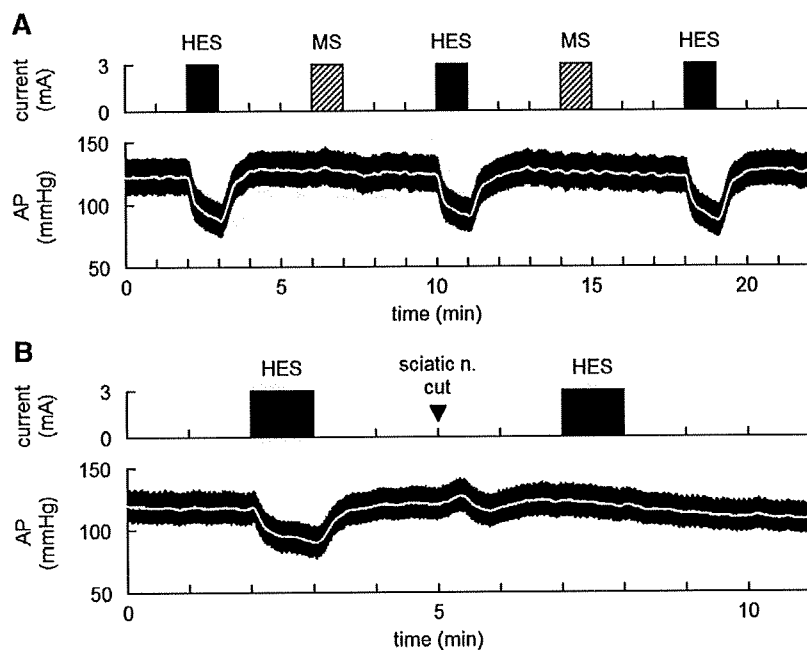 A
HES MS HES MS HES
current (mA)
3
0
AP (mmHg)
150
100
50
0 5 10 15 20
time (min)
B
HES sciatic n. cut HES
current (mA)
3
0
AP (mmHg)
150
100
50
0 5 10
time (min)